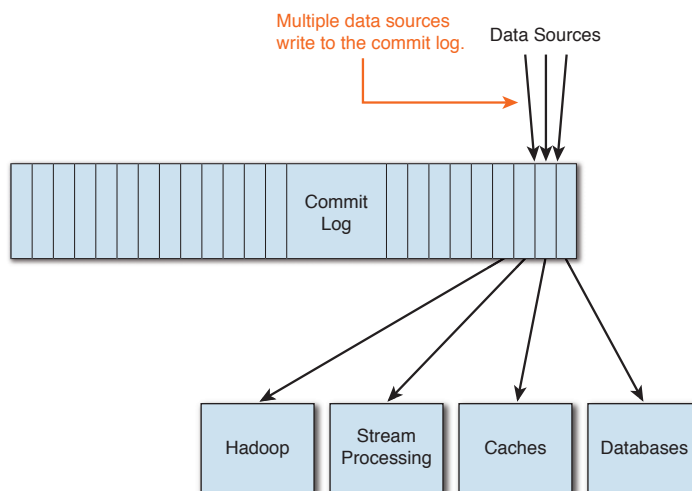 Multiple data sources
write to the commit log.
Data Sources
Commit
Log
Hadoop
Stream
Processing
Caches
Databases